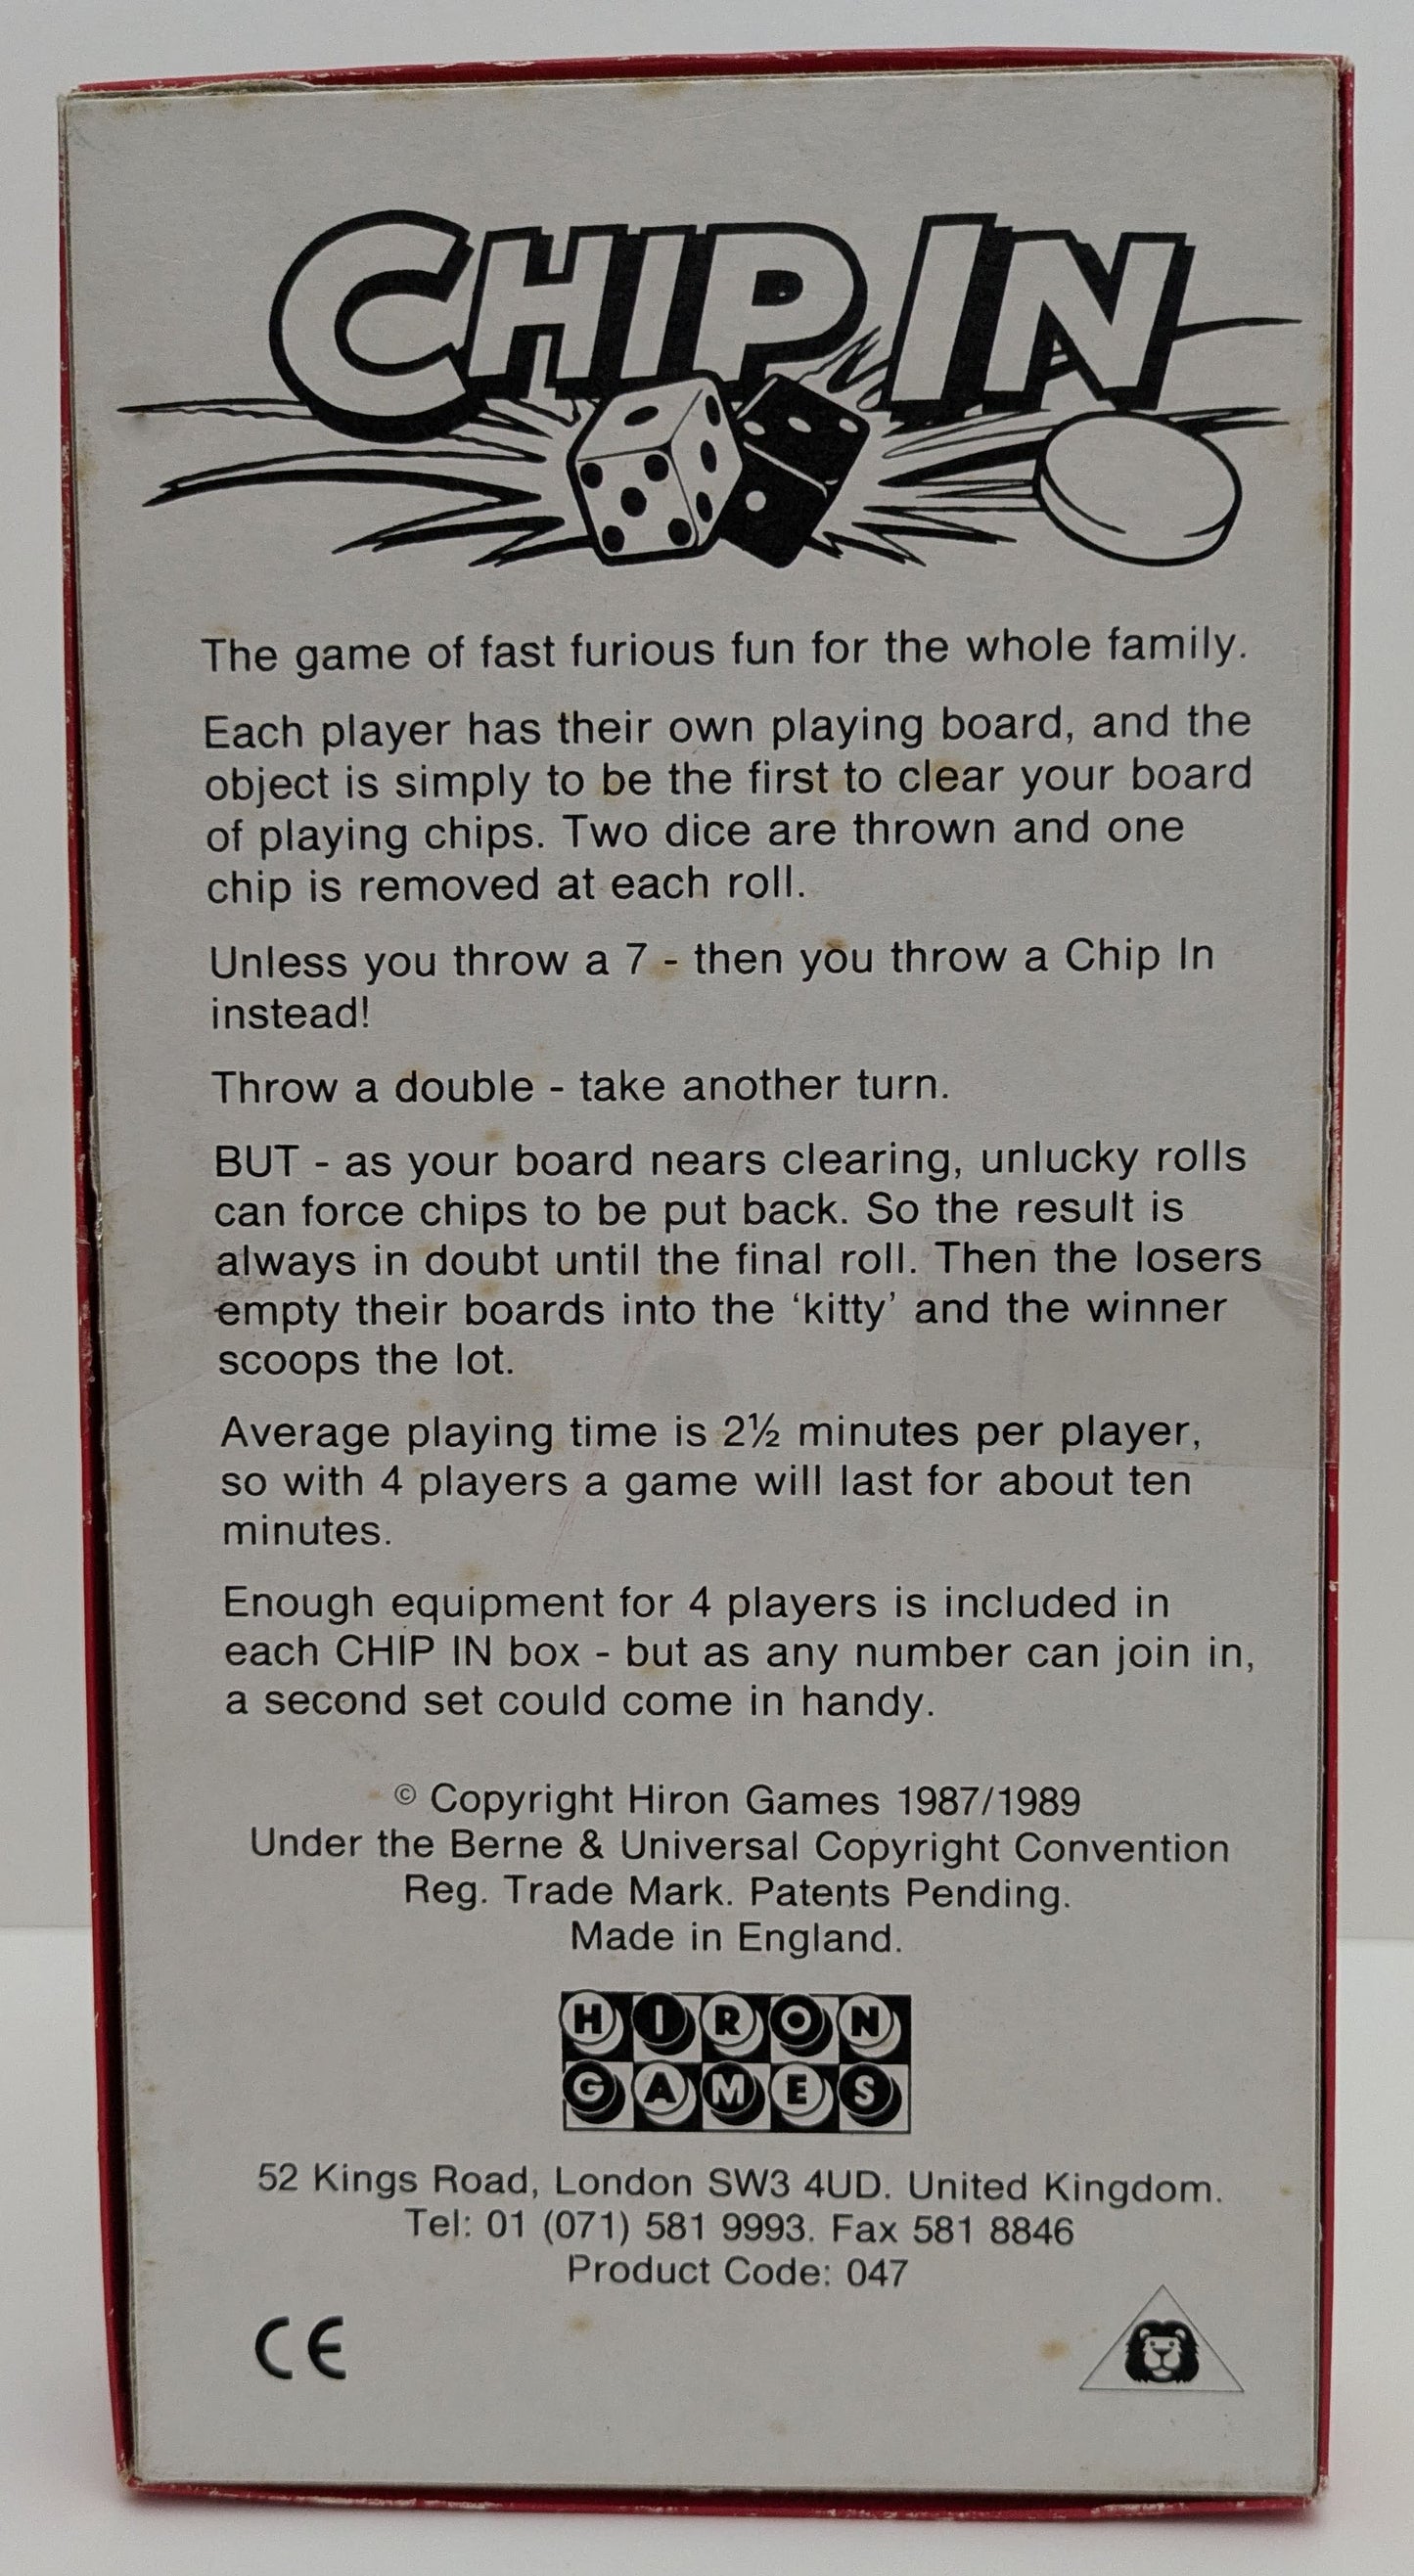 CHIP IN
The game of fast furious fun for the whole family.
Each player has their own playing board, and the
object is simply to be the first to clear your board
of playing chips. Two dice are thrown and one
chip is removed at each roll.
Unless you throw a 7 - then you throw a Chip In
instead!
Throw a double - take another turn.
BUT - as your board nears clearing, unlucky rolls
can force chips to be put back. So the result is
always in doubt until the final roll. Then the losers
empty their boards into the ‘kitty’ and the winner
scoops the lot.
Average playing time is 2½ minutes per player,
so with 4 players a game will last for about ten
minutes.
Enough equipment for 4 players is included in
each CHIP IN box - but as any number can join in,
a second set could come in handy.
© Copyright Hiron Games 1987/1989
Under the Berne & Universal Copyright Convention
Reg. Trade Mark. Patents Pending.
Made in England.
HIRON
GAMES
52 Kings Road, London SW3 4UD. United Kingdom.
Tel: 01 (071) 581 9993. Fax 581 8846
Product Code: 047
CE